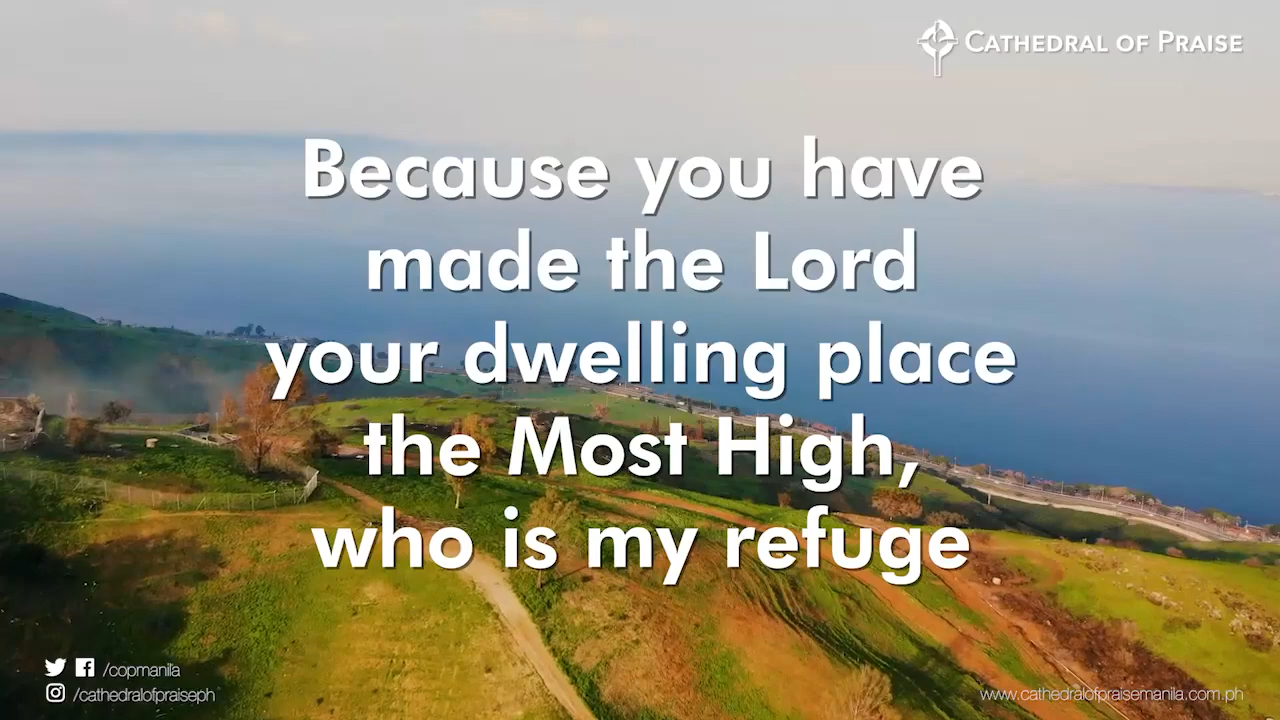 CATHEDRAL OF PRAISE
Because you have
made the Lord
your dwelling place
the Most High,
who is my refuge
/copmanila
/cathedralofpraiseph
www.cathedralofpraisemanila.com.ph